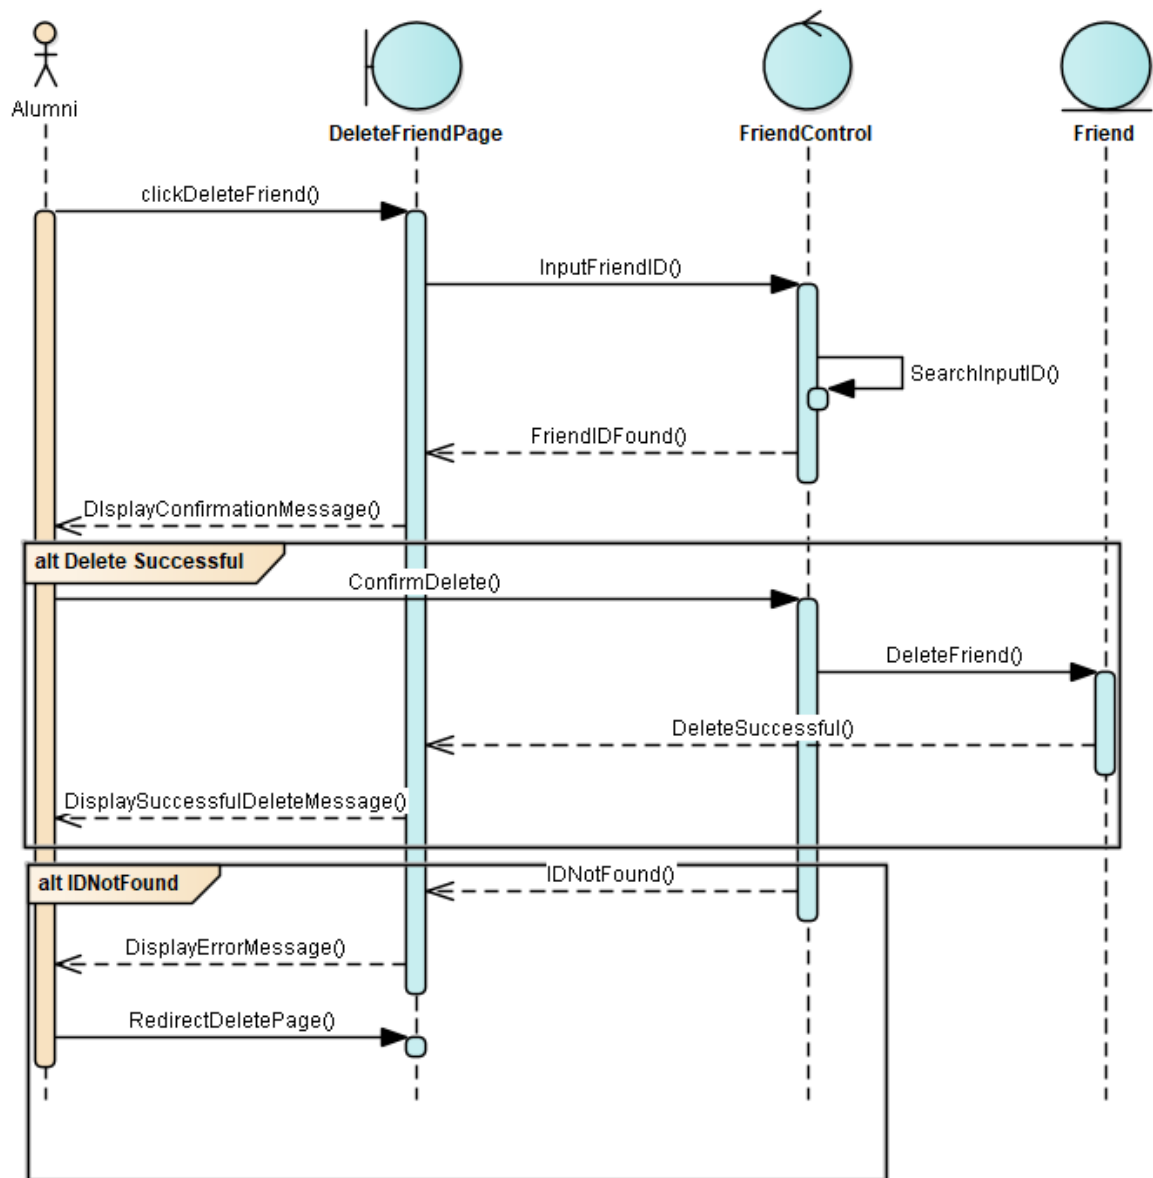 Alumni
DeleteFriendPage
FriendControl
Friend
clickDeleteFriend()
InputFriendID()
SearchInputID()
FriendIDFound()
DIsplayConfirmationMessage()
alt Delete Successful
ConfirmDelete()
DeleteFriend()
DeleteSuccessful()
DisplaySuccessfulDeleteMessage()
alt IDNotFound
IDNotFound()
DisplayErrorMessage()
RedirectDeletePage()